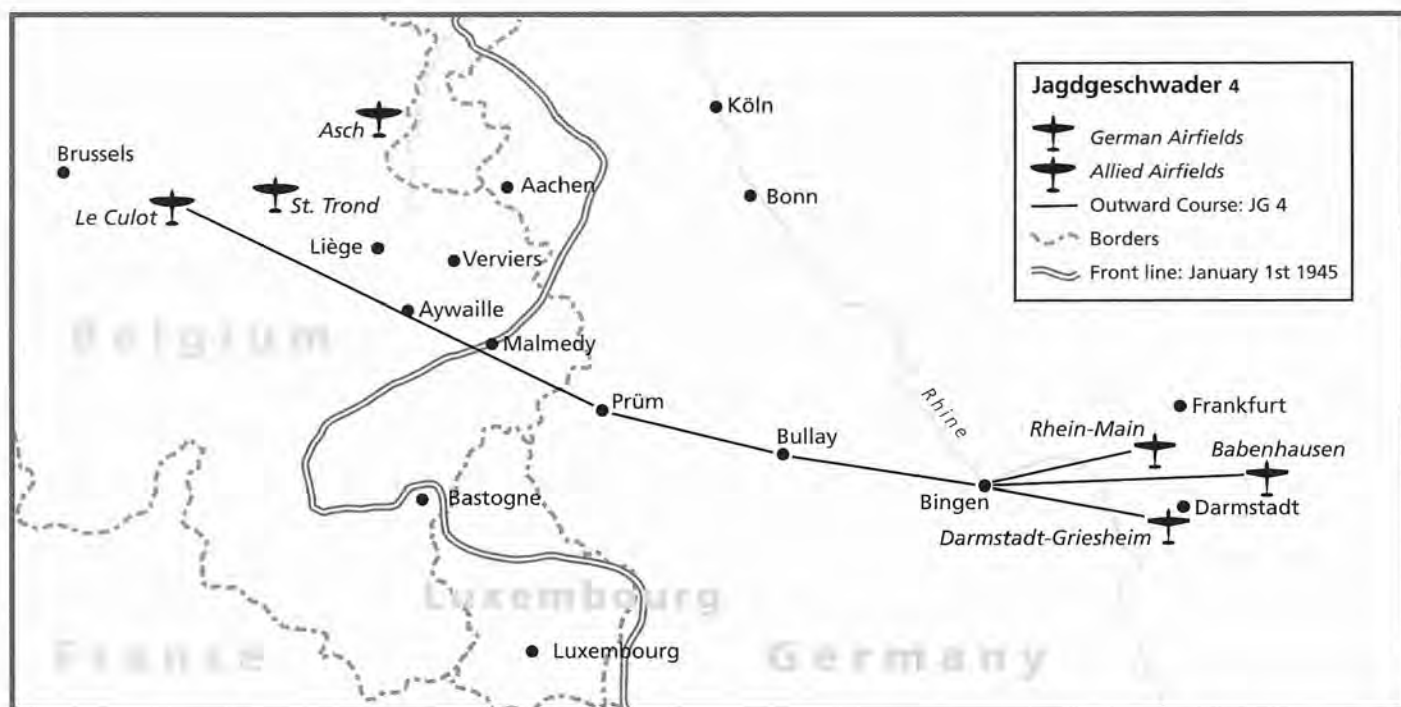 Jagdgeschwader 4
German Airfields
Allied Airfields
Outward Course: JG 4
Borders
Front line: January 1st 1945
Köln
Asch
Brussels
Aachen
Bonn
Le Culot
St. Trond
Liège
Verviers
Aywaille
Belgium
Malmedy
Rhine
Prüm
Frankfurt
Rhein-Main
Bullay
Babenhausen
Bastogne
Bingen
Darmstadt
Darmstadt-Griesheim
Luxembourg
France
Luxembourg
Germany